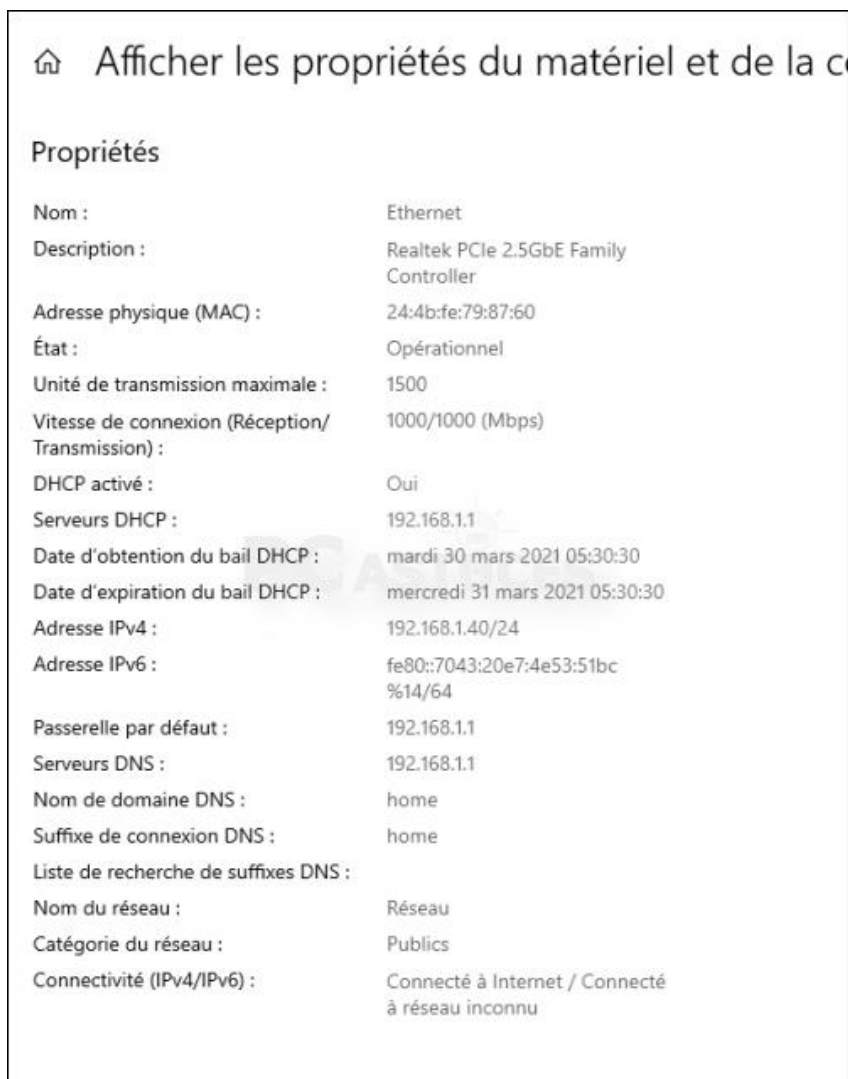 Afficher les propriétés du matériel et de la c
Propriétés
Nom : Ethernet
Description : Realtek PCIe 2.5GbE Family
Controller
Adresse physique (MAC) : 24:4b:fe:79:87:60
État : Opérationnel
Unité de transmission maximale : 1500
Vitesse de connexion (Réception/ 1000/1000 (Mbps)
Transmission) :
DHCP activé : Oui
Serveurs DHCP : 192.168.1.1
Date d'obtention du bail DHCP : mardi 30 mars 2021 05:30:30
Date d'expiration du bail DHCP : mercredi 31 mars 2021 05:30:30
Adresse IPv4 : 192.168.1.40/24
Adresse IPv6 : fe80::7043:20e7:4e53:51bc
%14/64
Passerelle par défaut : 192.168.1.1
Serveurs DNS : 192.168.1.1
Nom de domaine DNS : home
Suffixe de connexion DNS : home
Liste de recherche de suffixes DNS :
Nom du réseau : Réseau
Catégorie du réseau : Publics
Connectivité (IPv4/IPv6) : Connecté à Internet / Connecté
à réseau inconnu
PC ASTUCES